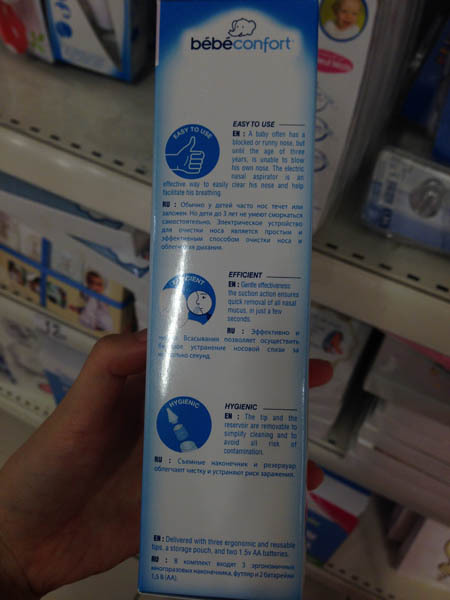 bébéconfort
EASY TO USE
EASY TO USE
EN : A baby often has a
blocked or runny nose, but
until the age of three
years, is unable to blow
his own nose. The electric
nasal aspirator is an
effective way to easily clear his nose and help
facilitate his breathing.
RU : Обычно у детей часто нос течет или
заложен. Но дети до 3 лет не умеют сморкаться
самостоятельно. Электрическое устройство
для очистки носа является простым и
эффективным способом очистки носа и
облегчения дыхания.
EFFICIENT
EFFICIENT
EN : Gentle effectiveness:
the suction action ensures
quick removal of all nasal
mucus, in just a few
seconds.
RU : Эффективно и
Всасывания позволяет осуществить
устранение носовой слизи за
секунд.
HYGIENIC
HYGIENIC
EN : The tip and the
reservoir are removable to
simplify cleaning and to
avoid all risk of
contamination.
RU : Съемные наконечник и резервуар
облегчают чистку и устраняют риски заражения.
EN : Delivered with three ergonomic and reusable
tips, a storage pouch, and two 1.5v AA batteries.
RU : В комплект входят 3 эргономичных
многоразовых наконечника, футляр и 2 батарейки
1,5 В (АА).
12